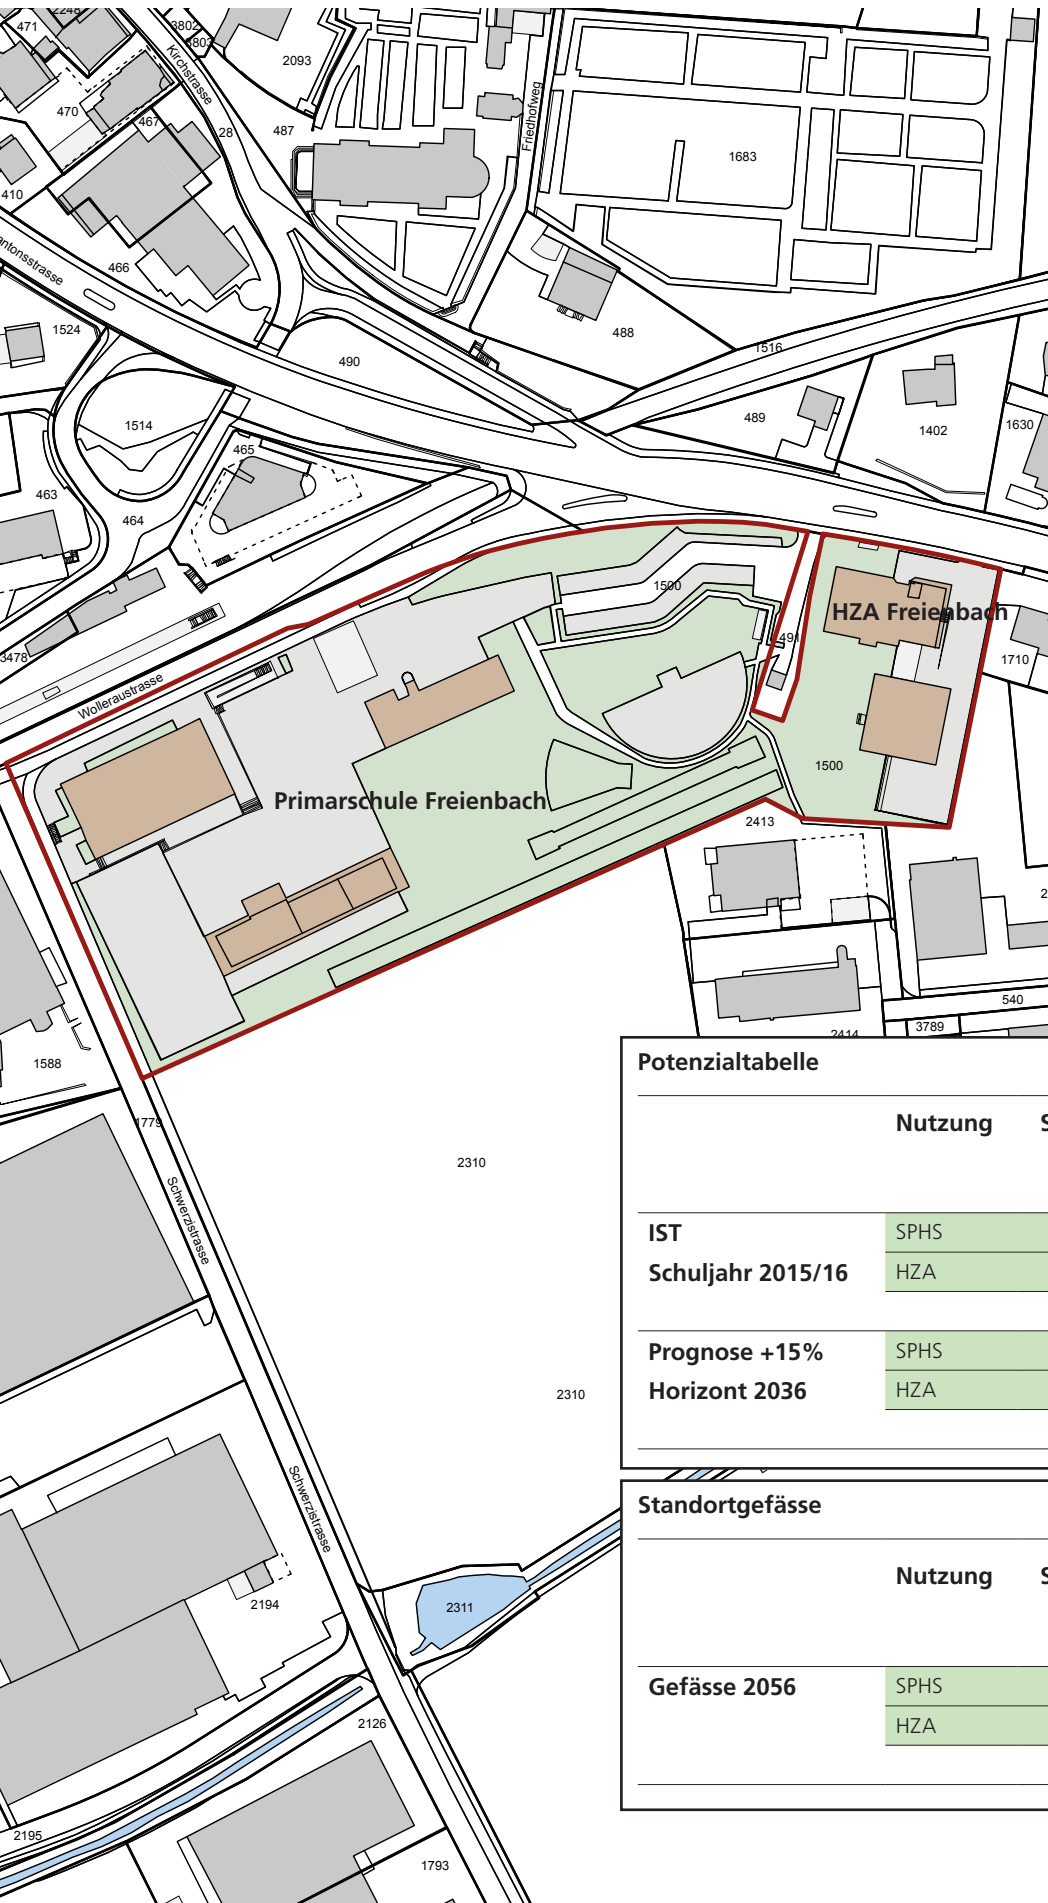 471
2248
3802
3803
2093
Kirchstrasse
470
467
28
487
Friedhofweg
1683
410
466
1524
488
1516
490
489
1402
1630
1514
465
463
464
1500
HZA Freienbach
491
3478
1710
Wolleraustrasse
1500
Primarschule Freienbach
2413
540
3789
2414
1588
1779
2310
Schwerzistrasse
2310
Schwerzistrasse
2194
2311
2126
2195
1793
Potenzialtabelle
Nutzung S
IST SPHS
Schuljahr 2015/16 HZA
Prognose +15% SPHS
Horizont 2036 HZA
Standortgefässe
Nutzung S
Gefässe 2056 SPHS
HZA